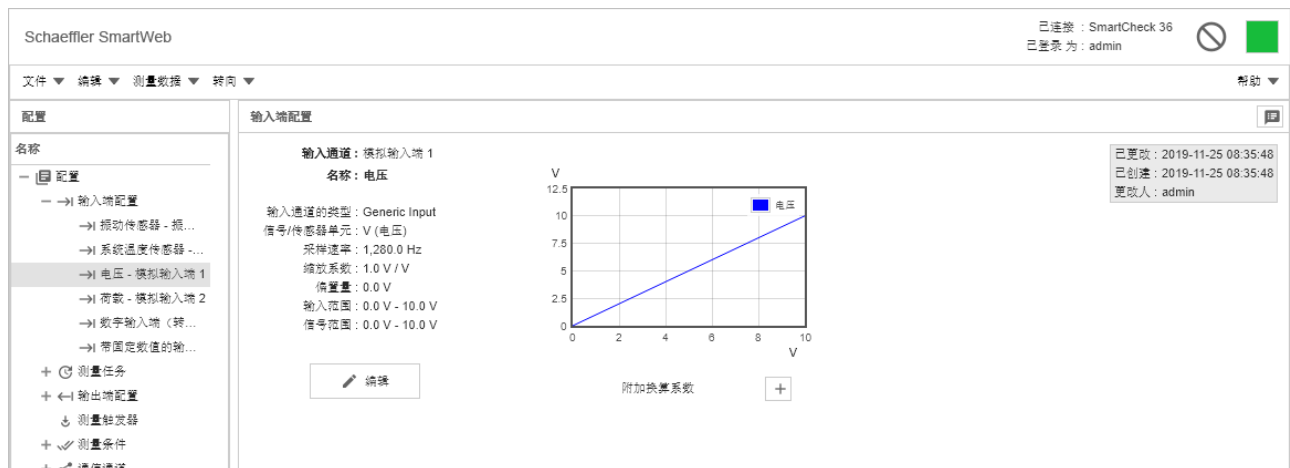 Schaeffler SmartWeb
已连接 : SmartCheck 36
已登录 为 : admin
文件 编辑 测量数据 转向 帮助
配置
输入端配置
名称
配置
输入端配置
振动传感器 - 振...
系统温度传感器 -...
电压 - 模拟输入端 1
荷载 - 模拟输入端 2
数字输入端（转...
带固定数值的输...
测量任务
输出端配置
测量触发器
测量条件
通信通道
输入通道 : 模拟输入端 1
名称 : 电压
输入通道的类型 : Generic Input
信号/传感器单元 : V (电压)
采样速率 : 1,280.0 Hz
缩放系数 : 1.0 V / V
偏置量 : 0.0 V
输入范围 : 0.0 V - 10.0 V
信号范围 : 0.0 V - 10.0 V
编辑
V
12.5
10
7.5
5
2.5
0
0 2 4 6 8 10
V
电压
附加换算系数
已更改 : 2019-11-25 08:35:48
已创建 : 2019-11-25 08:35:48
更改人 : admin